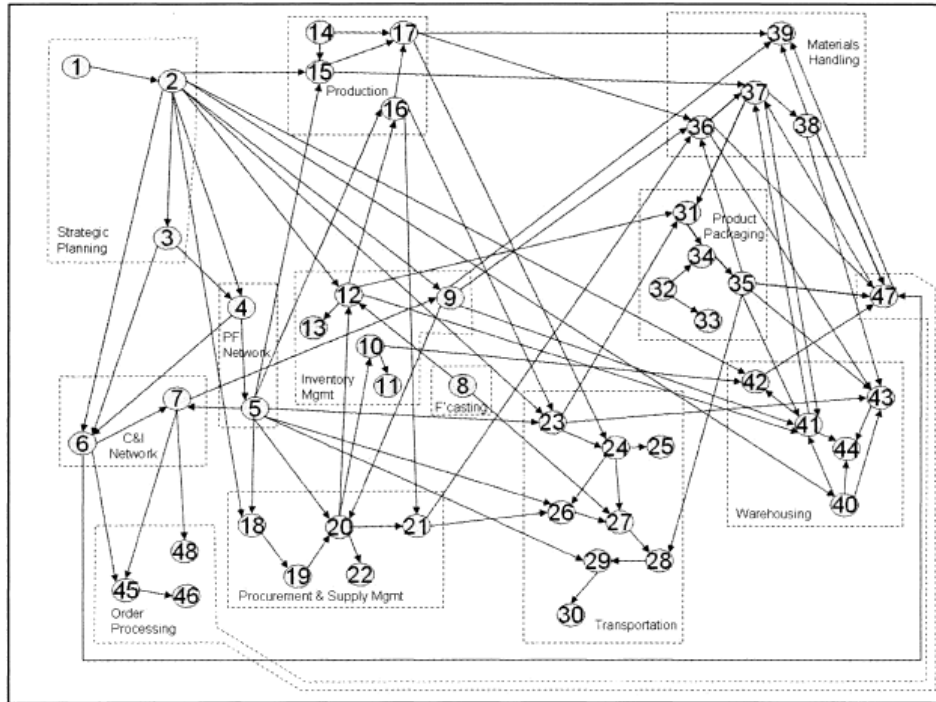 14
17
39
Materials
Handling
1
2
15
Production
37
16
36
38
31
Product
Packaging
Strategic
Planning
3
34
35
32
33
47
12
9
4
13
PF
Network
10
Inventory
Mgmt
11
8
F'casting
42
43
7
5
6
C&I
Network
23
24
25
41
44
40
Warehousing
18
20
21
26
27
48
19
22
29
28
45
46
Procurement & Supply Mgmt
30
Order
Processing
Transportation